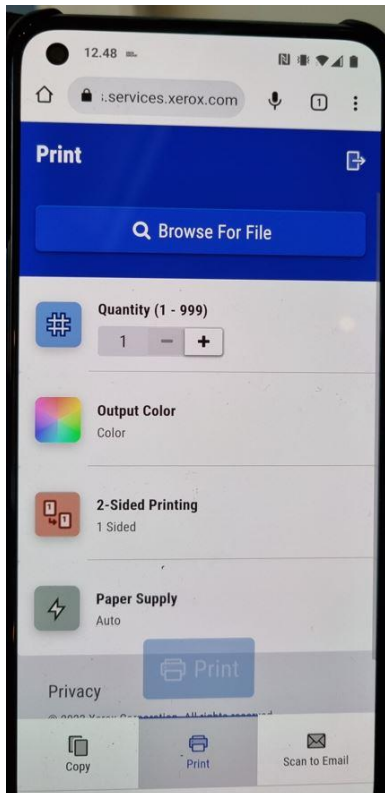 12.48
.services.xerox.com
1
Print
Browse For File
Quantity (1 - 999)
1 − +
Output Color
Color
2-Sided Printing
1 Sided
Paper Supply
Auto
Print
Privacy
Copy
Print
Scan to Email